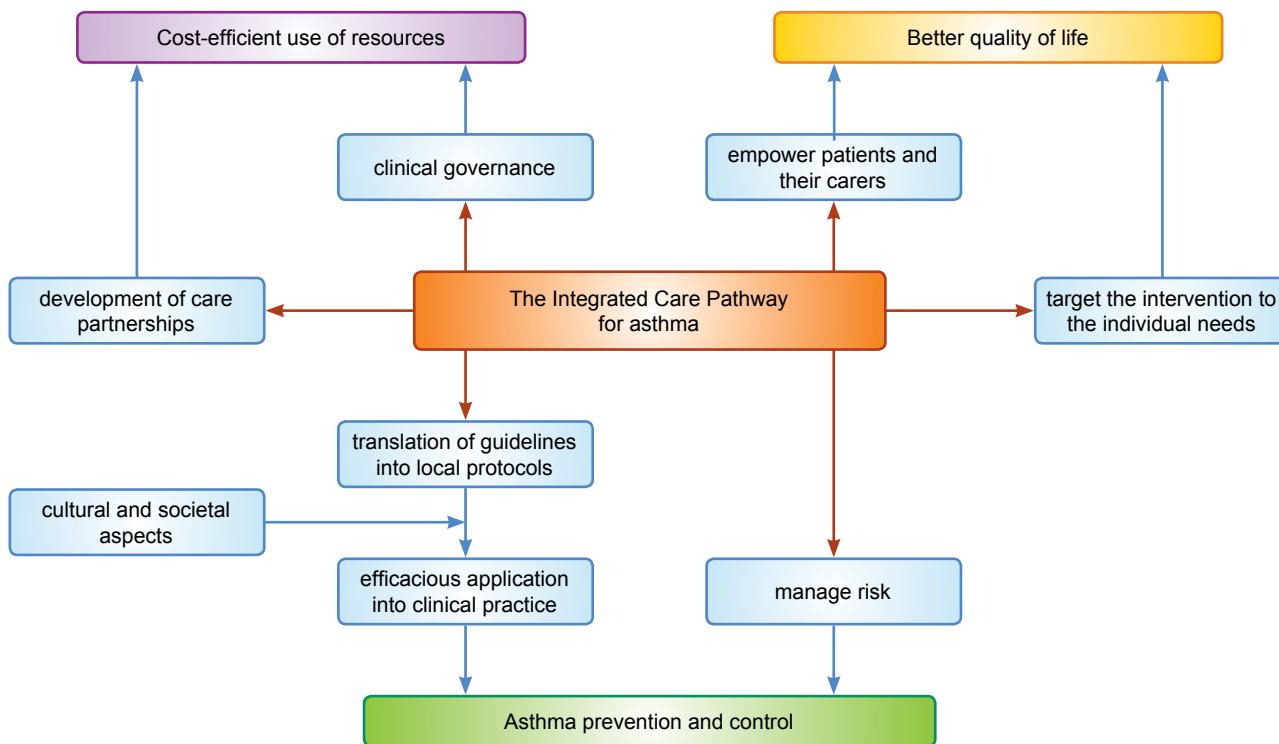 Cost-efficient use of resources
Better quality of life
clinical governance
empower patients and
their carers
development of care
partnerships
The Integrated Care Pathway
for asthma
target the intervention to
the individual needs
translation of guidelines
into local protocols
cultural and societal
aspects
efficacious application
into clinical practice
manage risk
Asthma prevention and control